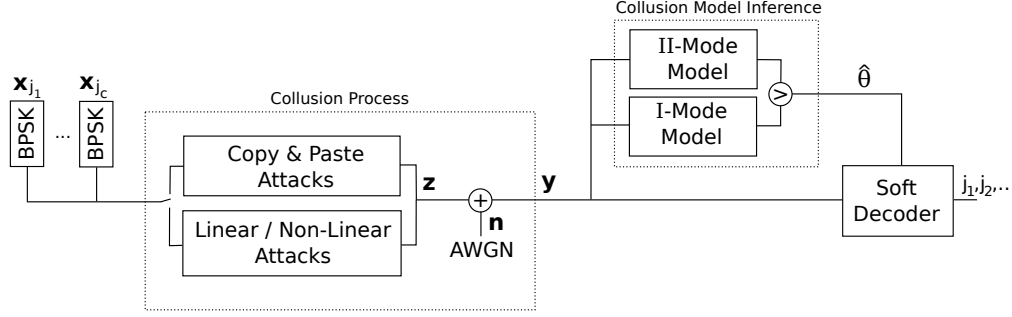 Collusion Model Inference
II-Mode
Model
I-Mode
Model
>
θ̂
x_j₁
x_j_c
BPSK
...
BPSK
Collusion Process
Copy & Paste
Attacks
Linear / Non-Linear
Attacks
z
+
n
AWGN
y
Soft
Decoder
j₁,j₂,..